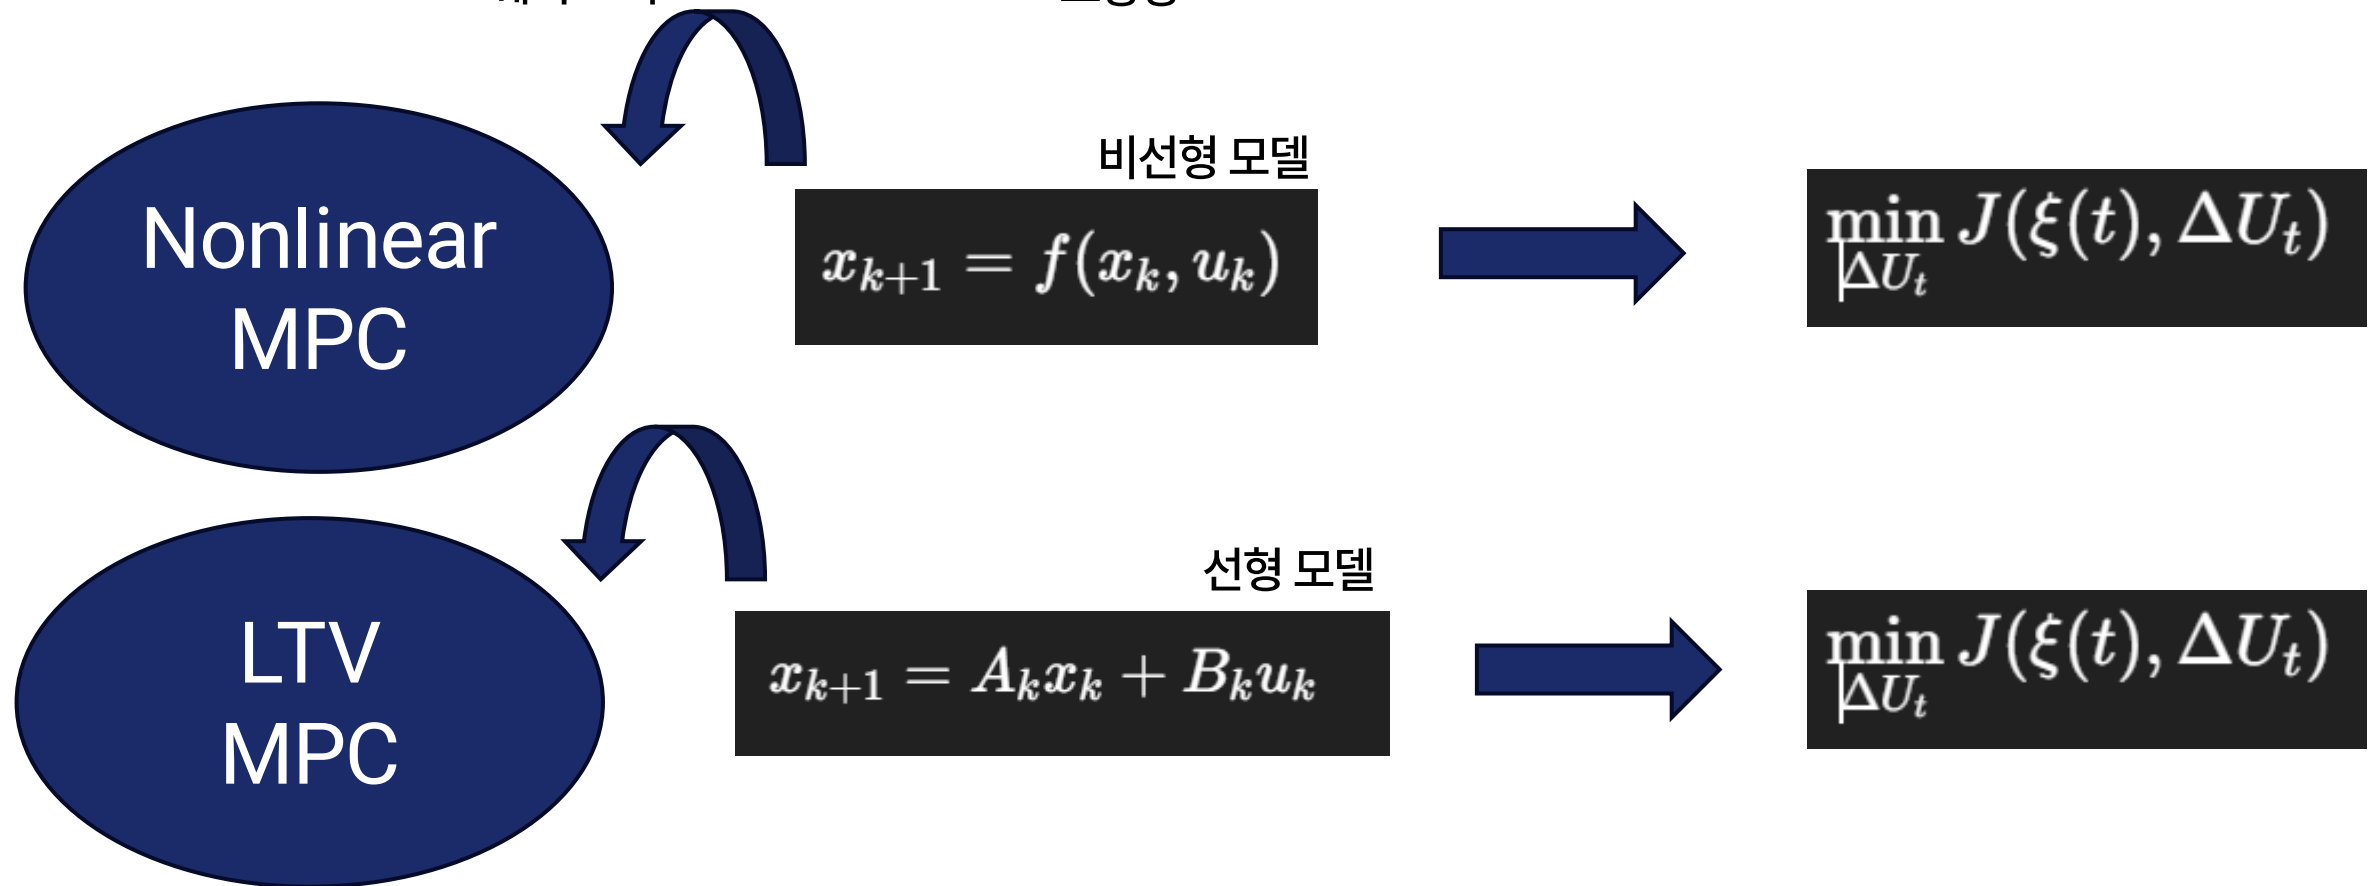 비선형 모델
Nonlinear
MPC
x_{k+1} = f(x_k, u_k)
min J(ξ(t), ΔU_t)
ΔU_t
선형 모델
LTV
MPC
x_{k+1} = A_k x_k + B_k u_k
min J(ξ(t), ΔU_t)
ΔU_t